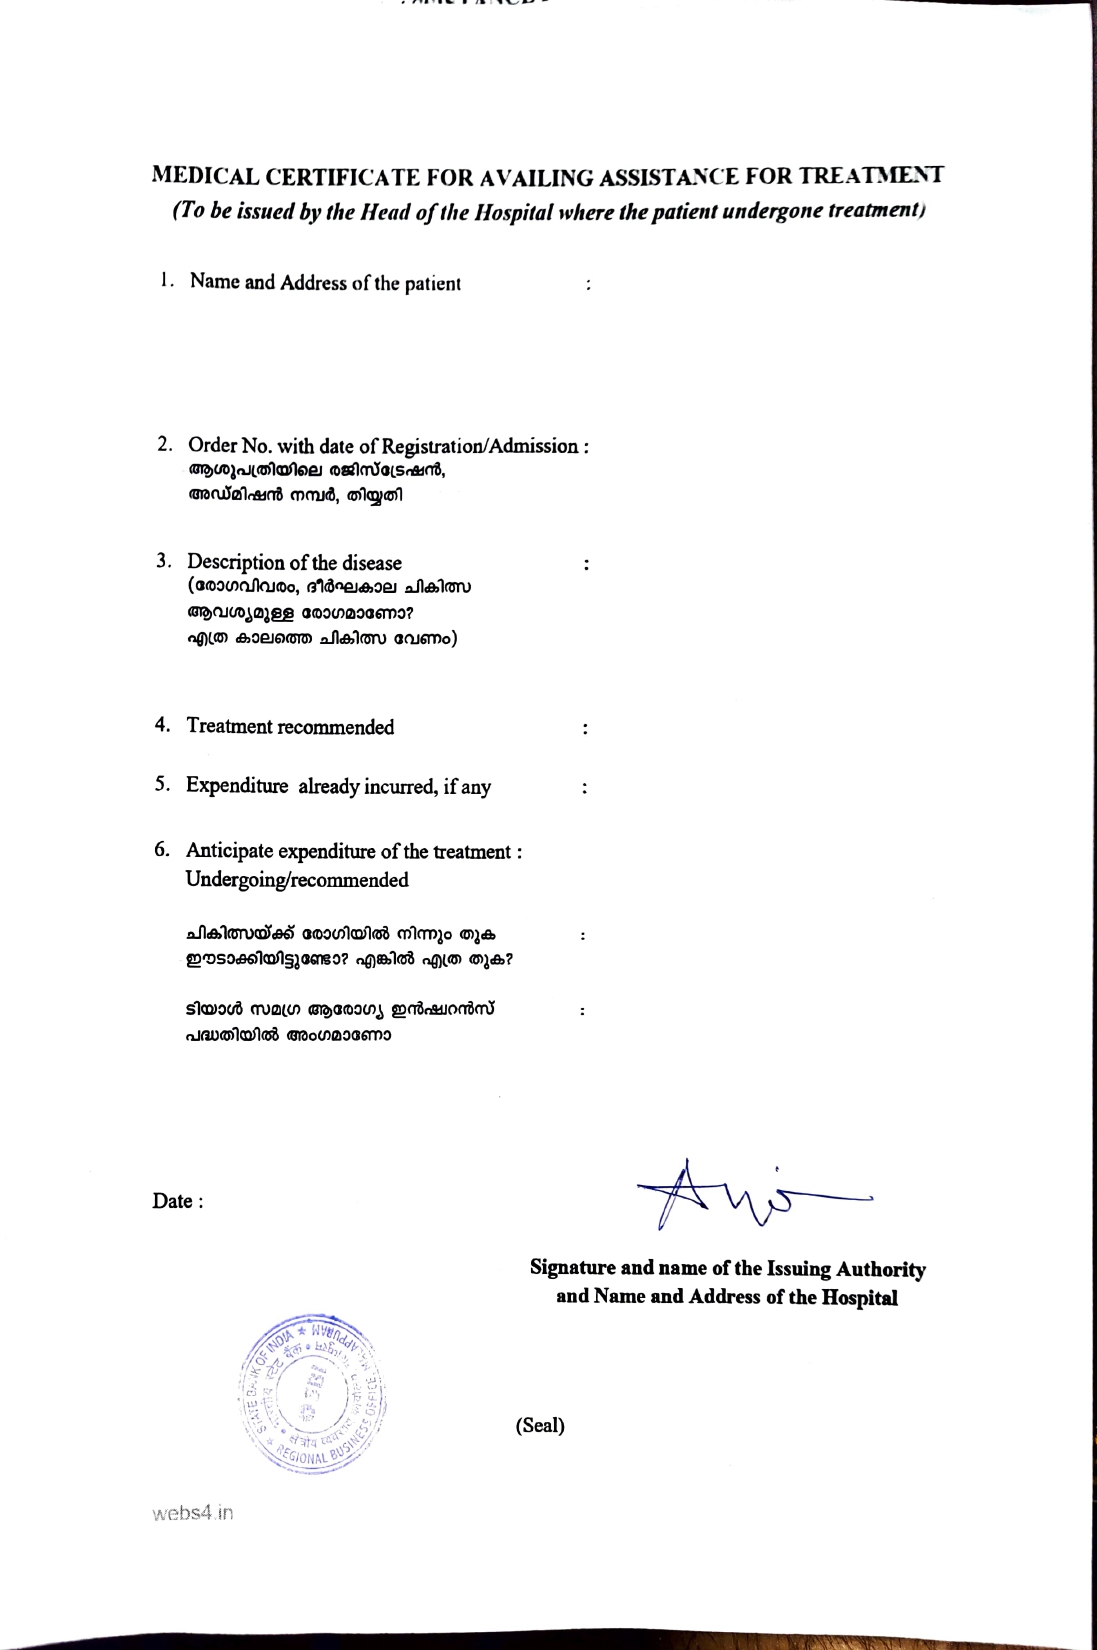 MEDICAL CERTIFICATE FOR AVAILING ASSISTANCE FOR TREATMENT
(To be issued by the Head of the Hospital where the patient undergone treatment)
1. Name and Address of the patient :
2. Order No. with date of Registration/Admission :
ആശുപത്രിയിലെ രജിസ്ട്രേഷൻ,
അഡ്മിഷൻ നമ്പർ, തിയ്യതി
3. Description of the disease :
(രോഗവിവരം, ദീർഘകാല ചികിത്സ
ആവശ്യമുള്ള രോഗമാണോ?
എത്ര കാലത്തെ ചികിത്സ വേണം)
4. Treatment recommended :
5. Expenditure already incurred, if any :
6. Anticipate expenditure of the treatment :
Undergoing/recommended
ചികിത്സയ്ക്ക് രോഗിയിൽ നിന്നും തുക :
ഈടാക്കിയിട്ടുണ്ടോ? എങ്കിൽ എത്ര തുക?
ടിയാൾ സമഗ്ര ആരോഗ്യ ഇൻഷ്വറൻസ് :
പദ്ധതിയിൽ അംഗമാണോ
Date :
Signature and name of the Issuing Authority
and Name and Address of the Hospital
STATE BANK OF INDIA ★ REGIONAL BUSINESS OFFICE, MALAPPURAM ★
भारतीय स्टेट बैंक
(Seal)
webs4.in